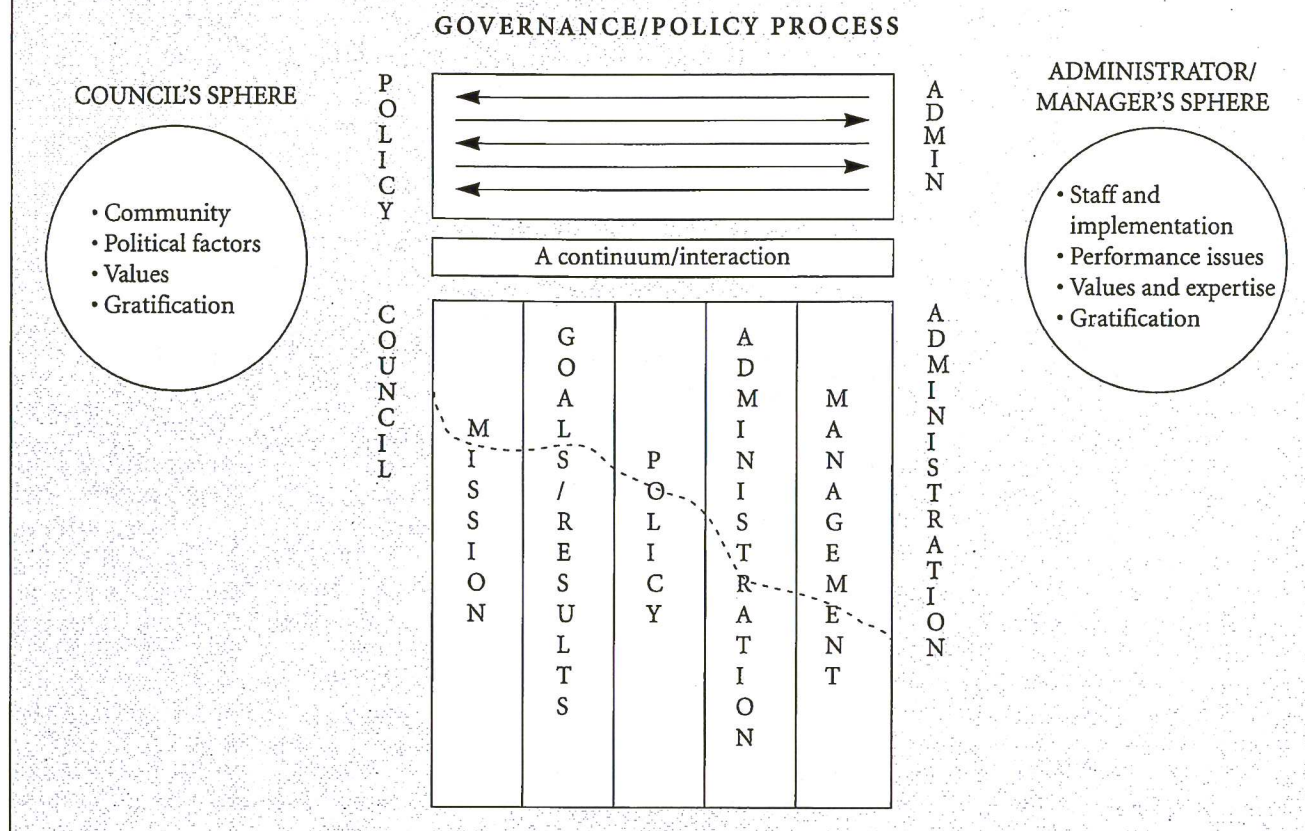 GOVERNANCE/POLICY PROCESS
COUNCIL'S SPHERE
• Community
• Political factors
• Values
• Gratification
POLICY
ADMIN
A continuum/interaction
COUNCIL
MISSION
GOALS/RESULTS
POLICY
ADMINISTRATION
MANAGEMENT
ADMINISTRATION
ADMINISTRATOR/
MANAGER'S SPHERE
• Staff and
implementation
• Performance issues
• Values and expertise
• Gratification